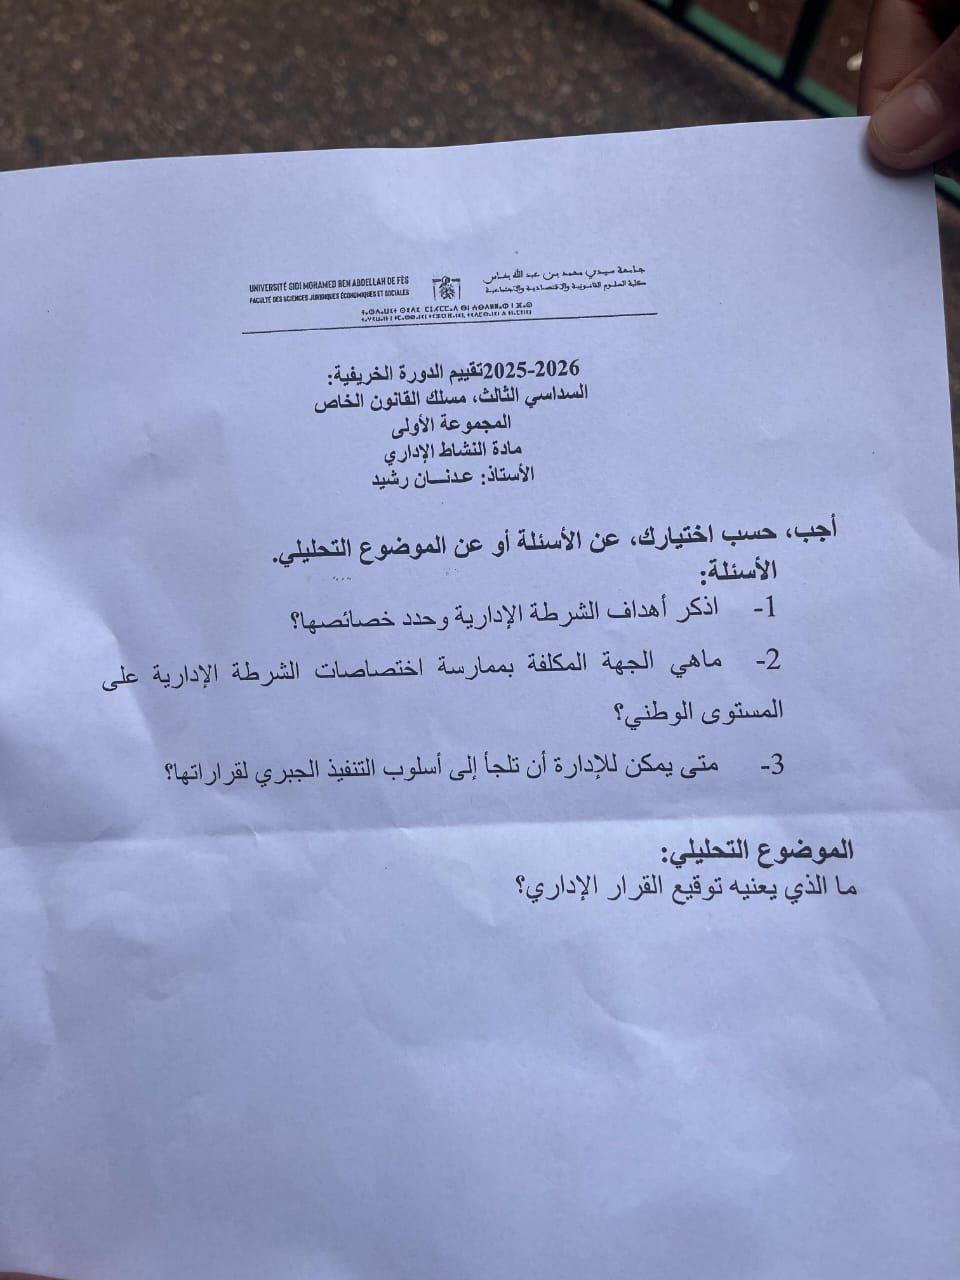 جامعة سيدي محمد بن عبد الله بفاس
كلية العلوم القانونية والاقتصادية والاجتماعية
UNIVERSITÉ SIDI MOHAMED BEN ABDELLAH DE FÈS
FACULTÉ DES SCIENCES JURIDIQUES ÉCONOMIQUES ET SOCIALES
2025-2026تقييم الدورة الخريفية:
السداسي الثالث، مسلك القانون الخاص
المجموعة الأولى
مادة النشاط الإداري
الأستاذ: عدنـــان رشيد
أجب، حسب اختيارك، عن الأسئلة أو عن الموضوع التحليلي.
الأسئلة:
1- اذكر أهداف الشرطة الإدارية وحدد خصائصها؟
2- ماهي الجهة المكلفة بممارسة اختصاصات الشرطة الإدارية على
المستوى الوطني؟
3- متى يمكن للإدارة أن تلجأ إلى أسلوب التنفيذ الجبري لقراراتها؟
الموضوع التحليلي:
ما الذي يعنيه توقيع القرار الإداري؟